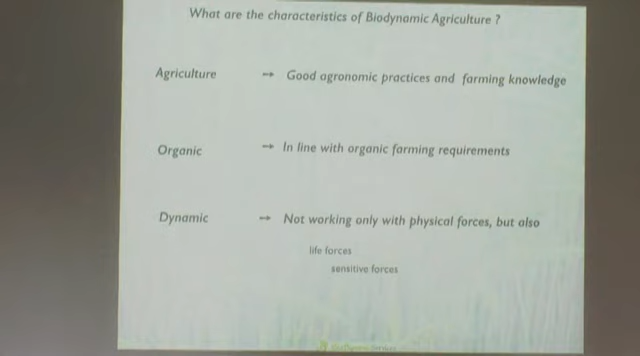 What are the characteristics of Biodynamic Agriculture ?
Agriculture → Good agronomic practices and farming knowledge
Organic → In line with organic farming requirements
Dynamic → Not working only with physical forces, but also
life forces
sensitive forces